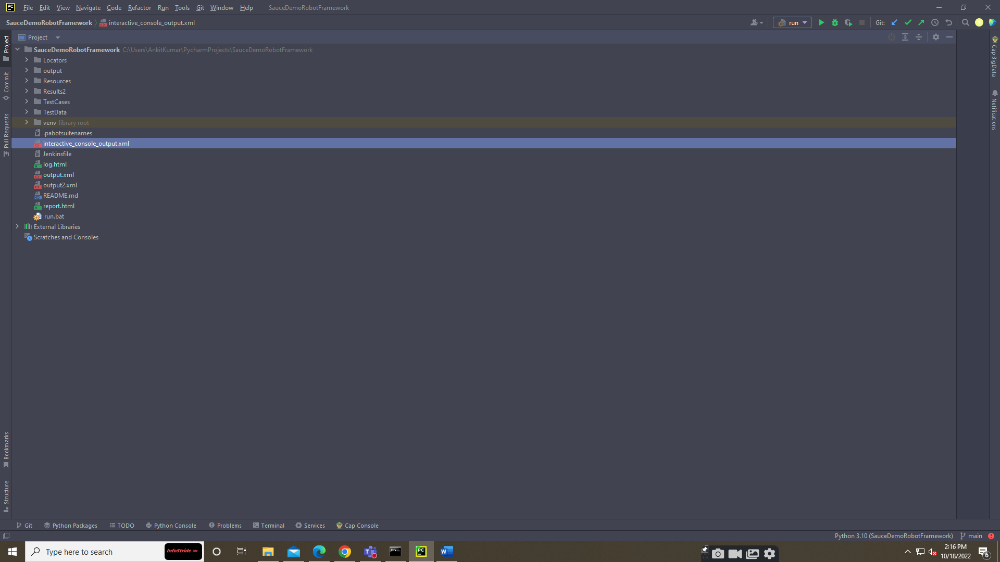 PC File Edit View Navigate Code Refactor Run Tools Git Window Help SauceDemoRobotFramework
SauceDemoRobotFramework interactive_console_output.xml run Git:
Project
SauceDemoRobotFramework C:\Users\AnkitKumar\PycharmProjects\SauceDemoRobotFramework
Locators
output
Resources
Results2
TestCases
TestData
venv library root
.pabotsuitenames
interactive_console_output.xml
Jenkinsfile
log.html
output.xml
output2.xml
README.md
report.html
run.bat
External Libraries
Scratches and Consoles
Project
Commit
Pull Requests
Bookmarks
Structure
Cap BigData
Notifications
Git Python Packages TODO Python Console Problems Terminal Services Cap Console
Python 3.10 (SauceDemoRobotFramework) main
Type here to search InfoStride
2:16 PM
10/18/2022
6